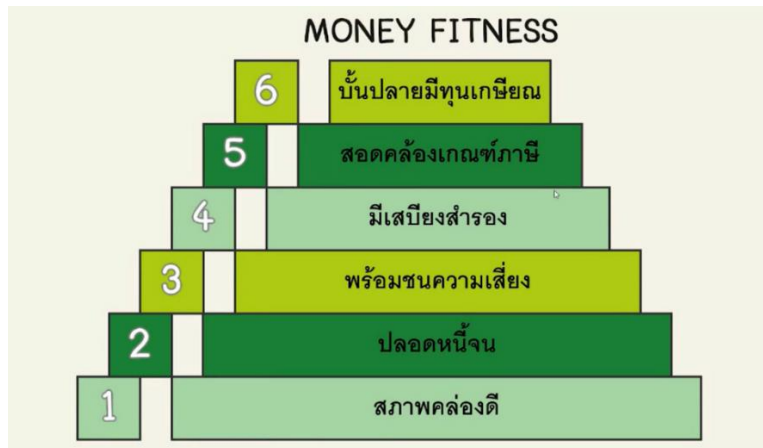 MONEY FITNESS
6 บั้นปลายมีทุนเกษียณ
5 สอดคล้องเกณฑ์ภาษี
4 มีเสบียงสำรอง
3 พร้อมชนความเสี่ยง
2 ปลอดหนี้จน
1 สภาพคล่องดี